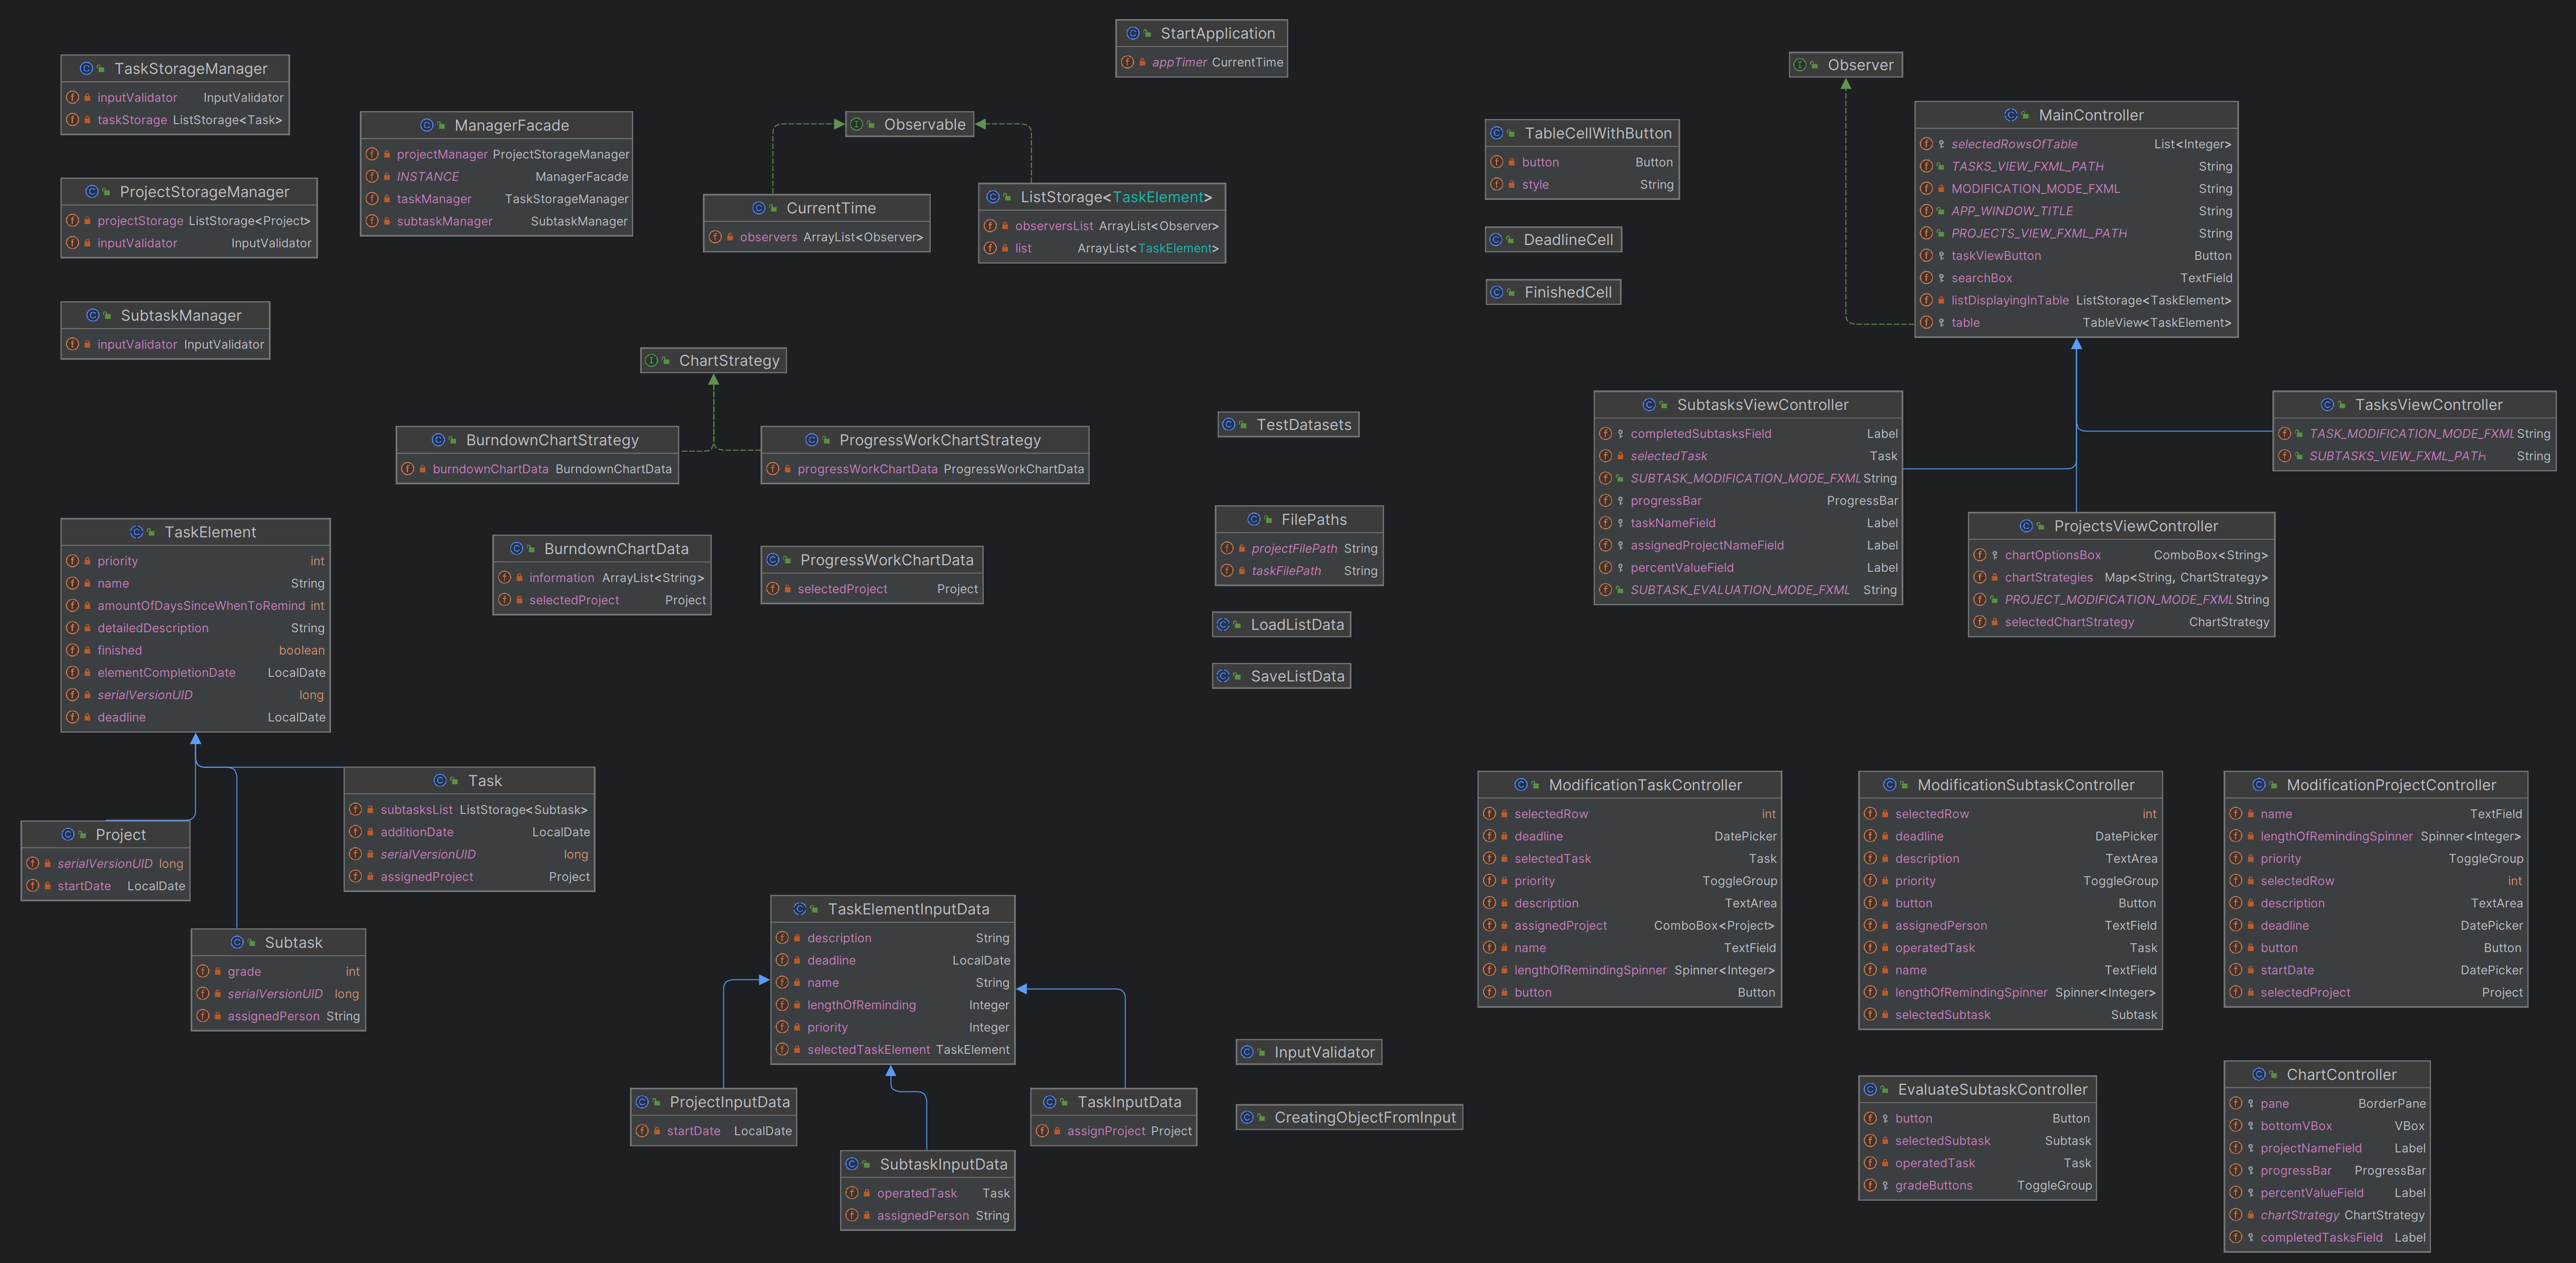 StartApplication
appTimer CurrentTime
TaskStorageManager
inputValidator InputValidator
taskStorage ListStorage<Task>
ProjectStorageManager
projectStorage ListStorage<Project>
inputValidator InputValidator
SubtaskManager
inputValidator InputValidator
ManagerFacade
projectManager ProjectStorageManager
INSTANCE ManagerFacade
taskManager TaskStorageManager
subtaskManager SubtaskManager
Observable
CurrentTime
observers ArrayList<Observer>
ListStorage<TaskElement>
observersList ArrayList<Observer>
list ArrayList<TaskElement>
TableCellWithButton
button Button
style String
DeadlineCell
FinishedCell
Observer
MainController
selectedRowsOfTable List<Integer>
TASKS_VIEW_FXML_PATH String
MODIFICATION_MODE_FXML String
APP_WINDOW_TITLE String
PROJECTS_VIEW_FXML_PATH String
taskViewButton Button
searchBox TextField
listDisplayingInTable ListStorage<TaskElement>
table TableView<TaskElement>
ChartStrategy
BurndownChartStrategy
burndownChartData BurndownChartData
ProgressWorkChartStrategy
progressWorkChartData ProgressWorkChartData
BurndownChartData
information ArrayList<String>
selectedProject Project
ProgressWorkChartData
selectedProject Project
TestDatasets
FilePaths
projectFilePath String
taskFilePath String
LoadListData
SaveListData
SubtasksViewController
completedSubtasksField Label
selectedTask Task
SUBTASK_MODIFICATION_MODE_FXML String
progressBar ProgressBar
taskNameField Label
assignedProjectNameField Label
percentValueField Label
SUBTASK_EVALUATION_MODE_FXML String
TasksViewController
TASK_MODIFICATION_MODE_FXML String
SUBTASKS_VIEW_FXML_PATH String
ProjectsViewController
chartOptionsBox ComboBox<String>
chartStrategies Map<String, ChartStrategy>
PROJECT_MODIFICATION_MODE_FXML String
selectedChartStrategy ChartStrategy
TaskElement
priority int
name String
amountOfDaysSinceWhenToRemind int
detailedDescription String
finished boolean
elementCompletionDate LocalDate
serialVersionUID long
deadline LocalDate
Task
subtasksList ListStorage<Subtask>
additionDate LocalDate
serialVersionUID long
assignedProject Project
Project
serialVersionUID long
startDate LocalDate
Subtask
grade int
serialVersionUID long
assignedPerson String
TaskElementInputData
description String
deadline LocalDate
name String
lengthOfReminding Integer
priority Integer
selectedTaskElement TaskElement
ProjectInputData
startDate LocalDate
SubtaskInputData
operatedTask Task
assignedPerson String
TaskInputData
assignProject Project
InputValidator
CreatingObjectFromInput
ModificationTaskController
selectedRow int
deadline DatePicker
selectedTask Task
priority ToggleGroup
description TextArea
assignedProject ComboBox<Project>
name TextField
lengthOfRemindingSpinner Spinner<Integer>
button Button
ModificationSubtaskController
selectedRow int
deadline DatePicker
description TextArea
priority ToggleGroup
button Button
assignedPerson TextField
operatedTask Task
name TextField
lengthOfRemindingSpinner Spinner<Integer>
selectedSubtask Subtask
ModificationProjectController
name TextField
lengthOfRemindingSpinner Spinner<Integer>
priority ToggleGroup
selectedRow int
description TextArea
deadline DatePicker
button Button
startDate DatePicker
selectedProject Project
EvaluateSubtaskController
button Button
selectedSubtask Subtask
operatedTask Task
gradeButtons ToggleGroup
ChartController
pane BorderPane
bottomVBox VBox
projectNameField Label
progressBar ProgressBar
percentValueField Label
chartStrategy ChartStrategy
completedTasksField Label